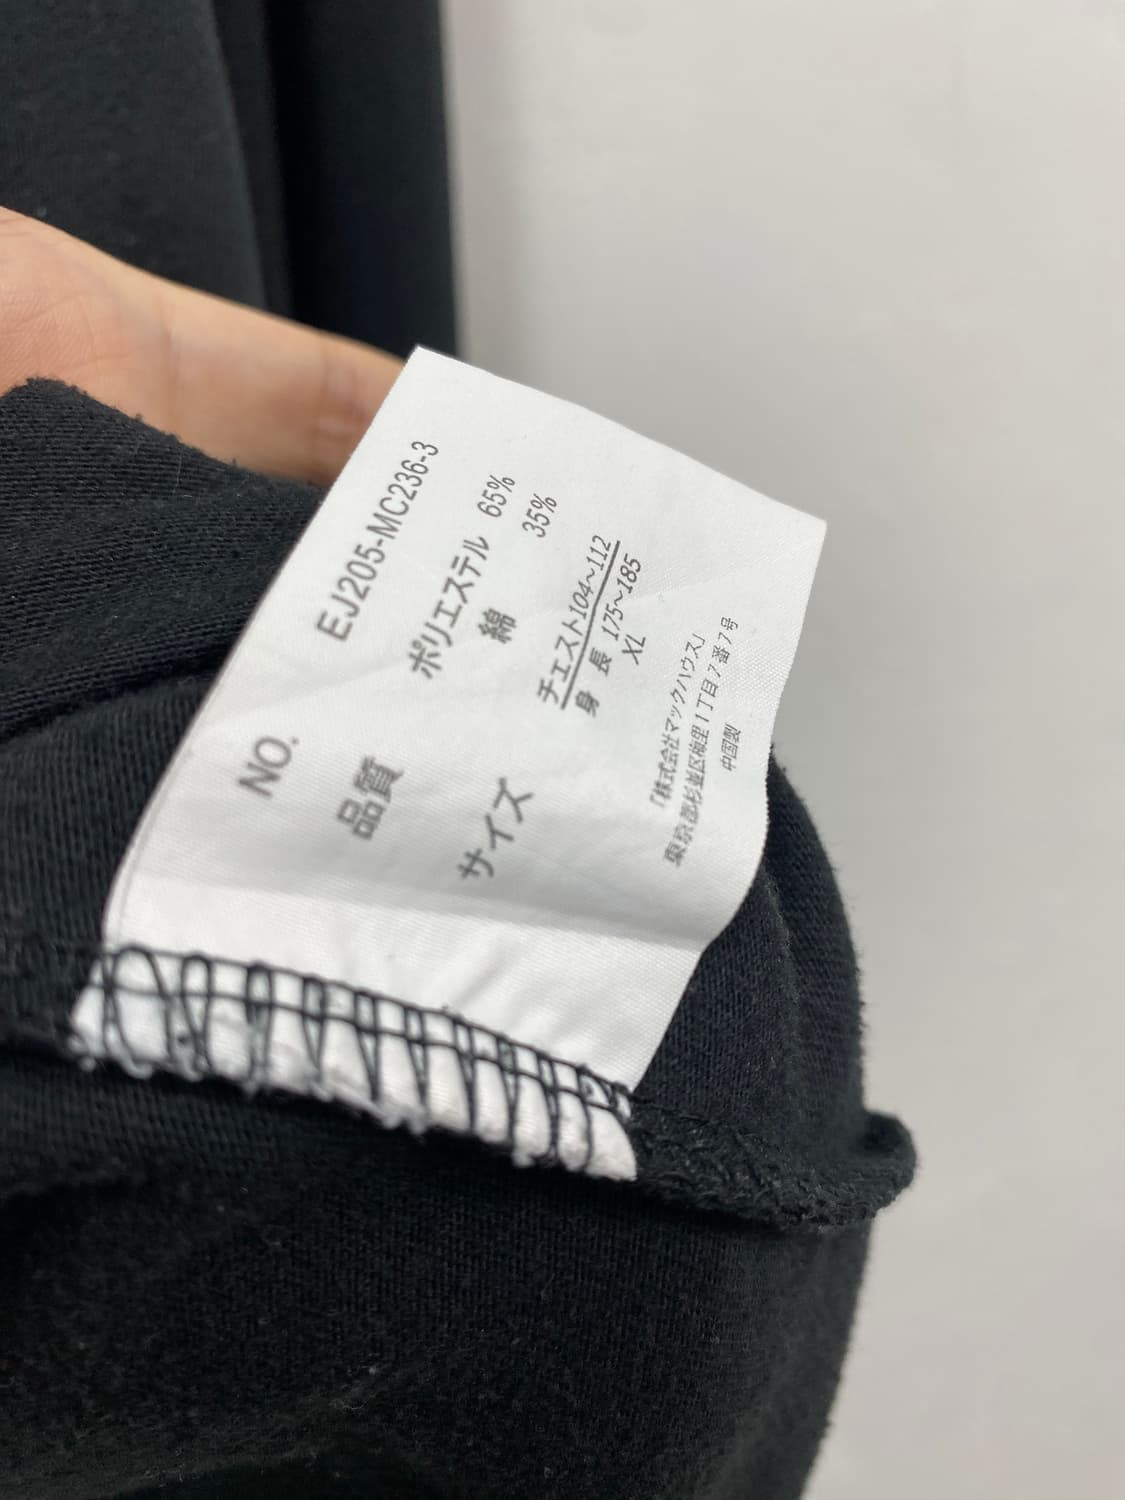 NO. EJ205-MC236-3
品質 ポリエステル 65%
綿 35%
サイズ チェスト104~112
身長 175~185
XL
「株式会社マックハウス」
東京都杉並区梅里1丁目7番7号
中国製